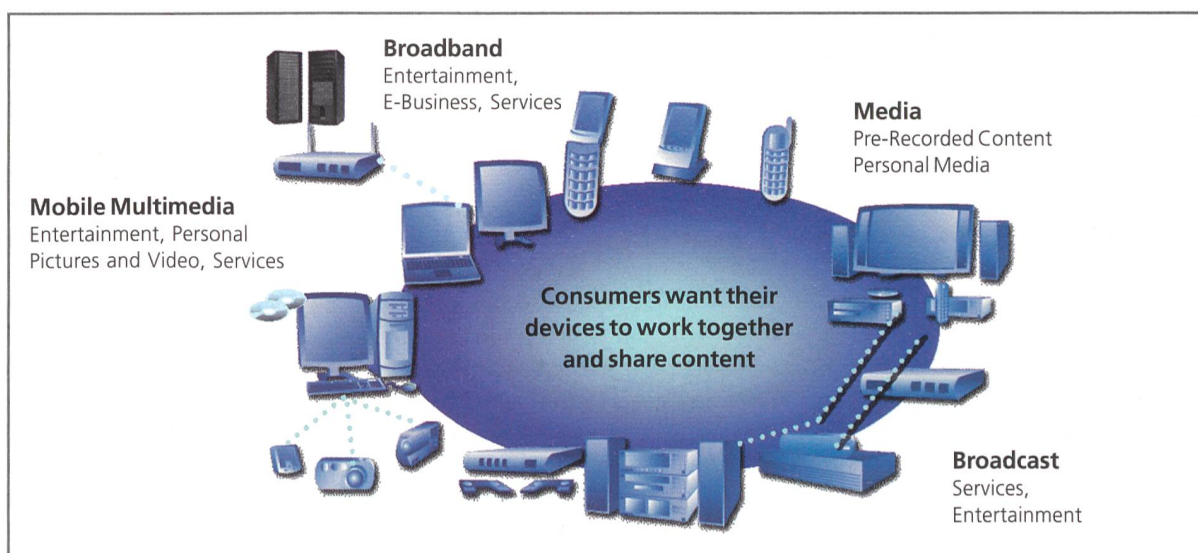 Broadband
Entertainment,
E-Business, Services
Media
Pre-Recorded Content
Personal Media
Mobile Multimedia
Entertainment, Personal
Pictures and Video, Services
Consumers want their
devices to work together
and share content
Broadcast
Services,
Entertainment